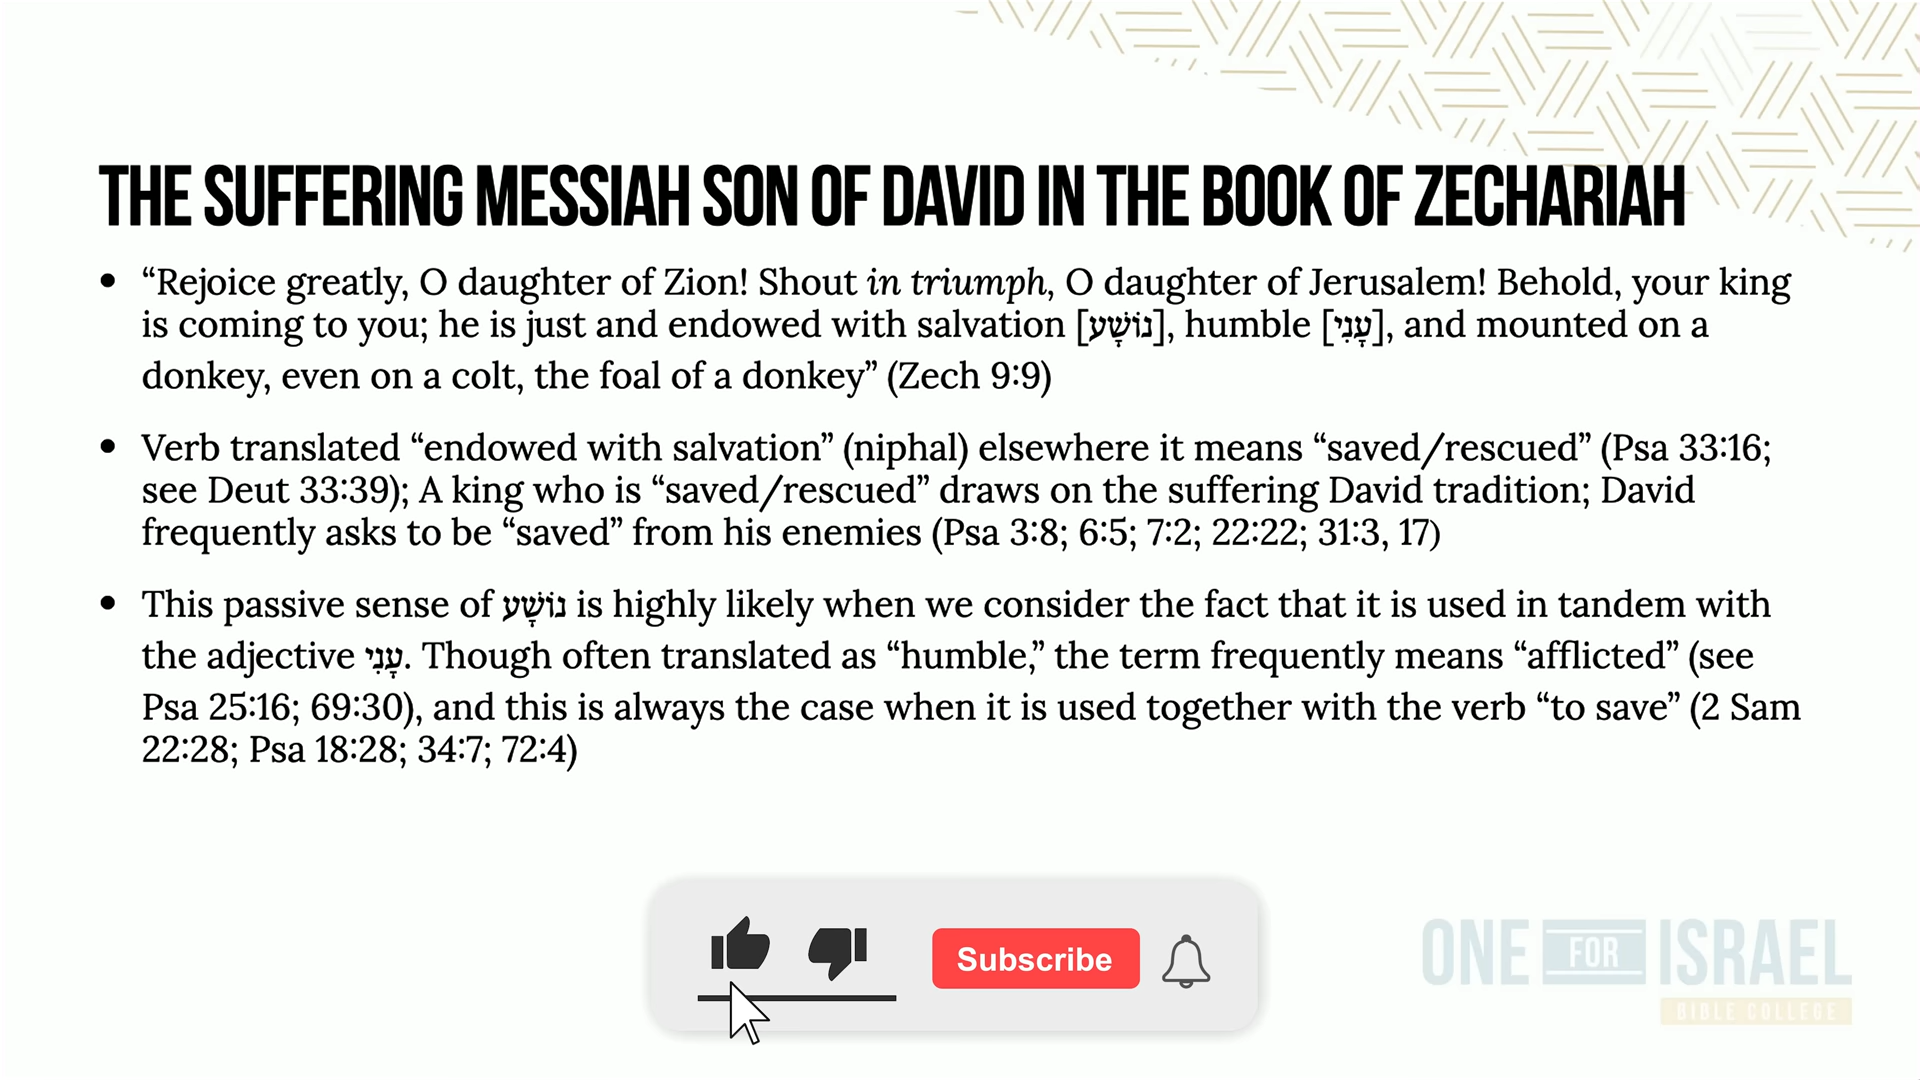 THE SUFFERING MESSIAH SON OF DAVID IN THE BOOK OF ZECHARIAH
• “Rejoice greatly, O daughter of Zion! Shout in triumph, O daughter of Jerusalem! Behold, your king
is coming to you; he is just and endowed with salvation [נוֹשָׁע], humble [עָנִי], and mounted on a
donkey, even on a colt, the foal of a donkey” (Zech 9:9)
• Verb translated “endowed with salvation” (niphal) elsewhere it means “saved/rescued” (Psa 33:16;
see Deut 33:39); A king who is “saved/rescued” draws on the suffering David tradition; David
frequently asks to be “saved” from his enemies (Psa 3:8; 6:5; 7:2; 22:22; 31:3, 17)
• This passive sense of נוֹשָׁע is highly likely when we consider the fact that it is used in tandem with
the adjective עָנִי. Though often translated as “humble,” the term frequently means “afflicted” (see
Psa 25:16; 69:30), and this is always the case when it is used together with the verb “to save” (2 Sam
22:28; Psa 18:28; 34:7; 72:4)
Subscribe
ONE FOR ISRAEL
BIBLE COLLEGE